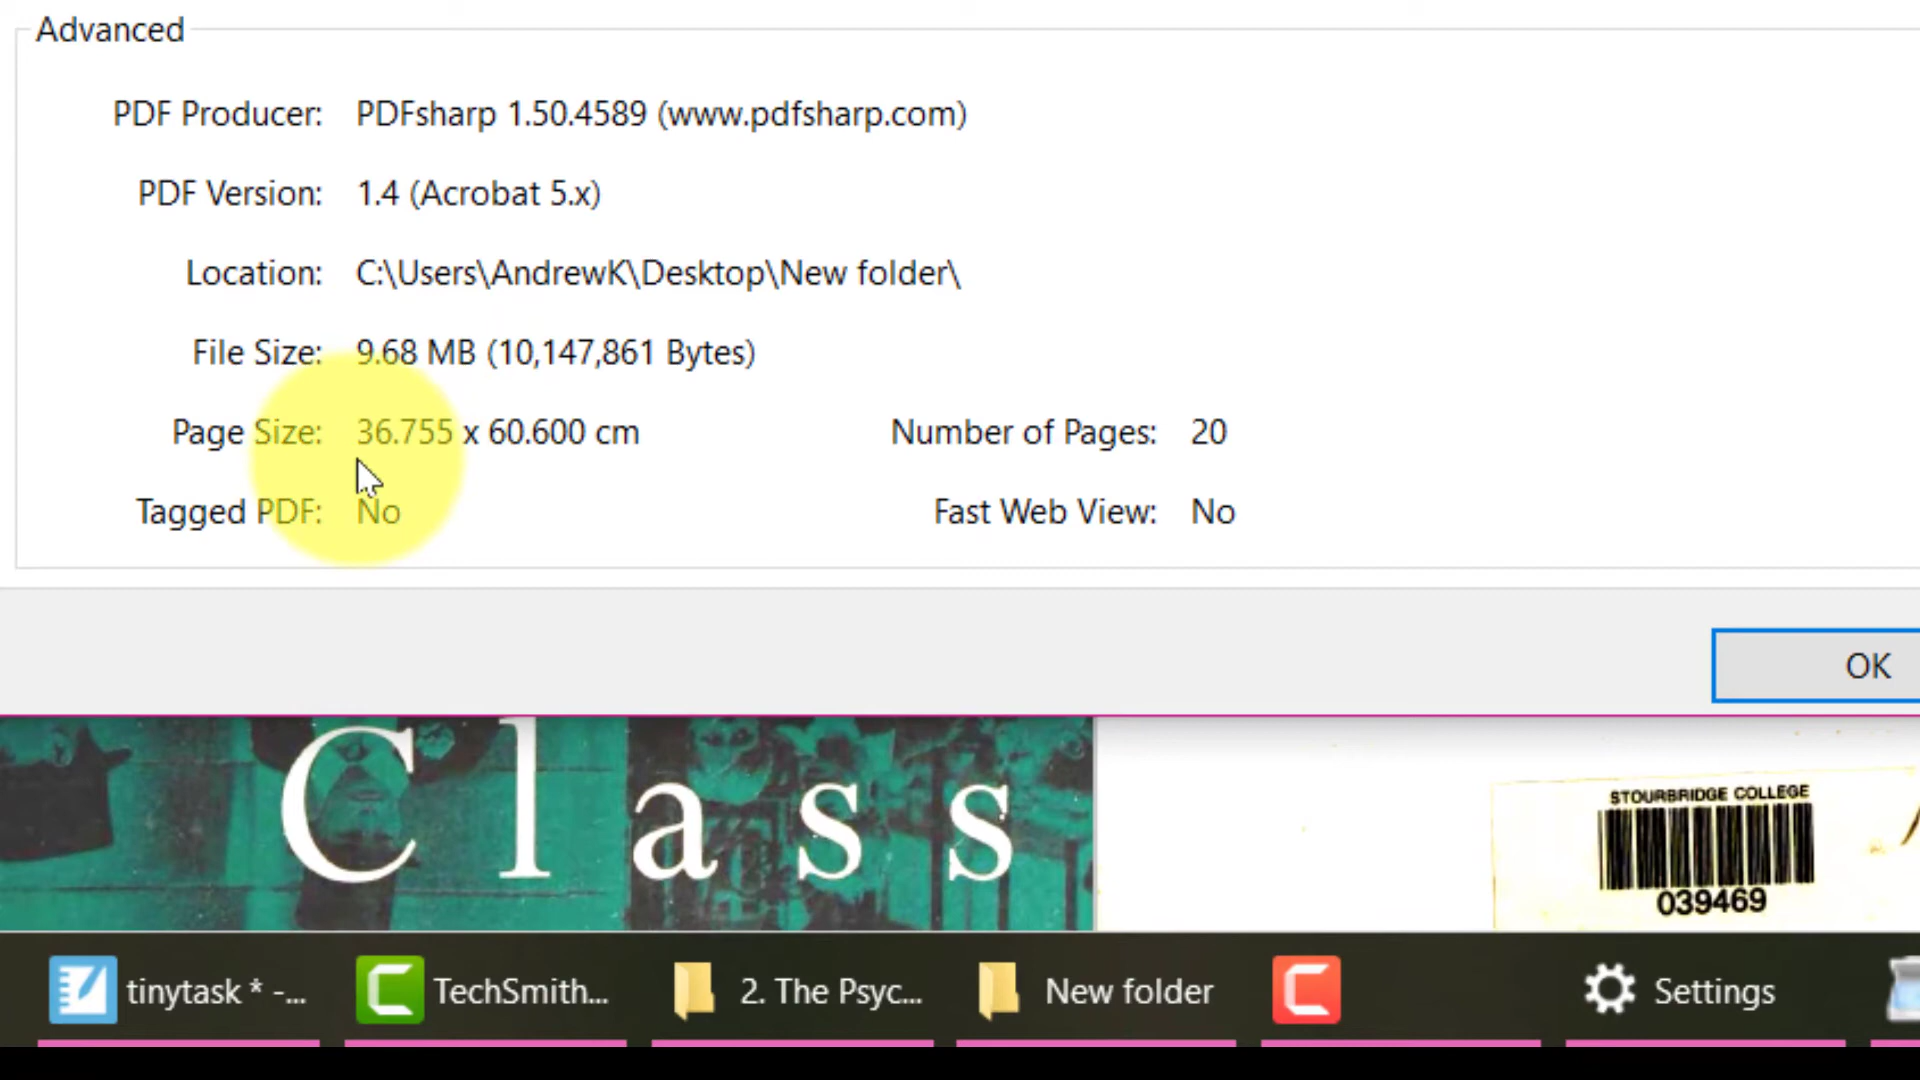 Advanced
PDF Producer: PDFsharp 1.50.4589 (www.pdfsharp.com)
PDF Version: 1.4 (Acrobat 5.x)
Location: C:\Users\AndrewK\Desktop\New folder\
File Size: 9.68 MB (10,147,861 Bytes)
Page Size: 36.755 x 60.600 cm Number of Pages: 20
Tagged PDF: No Fast Web View: No
OK
Class
STOURBRIDGE COLLEGE
039469
tinytask * -... TechSmith... 2. The Psyc... New folder Settings